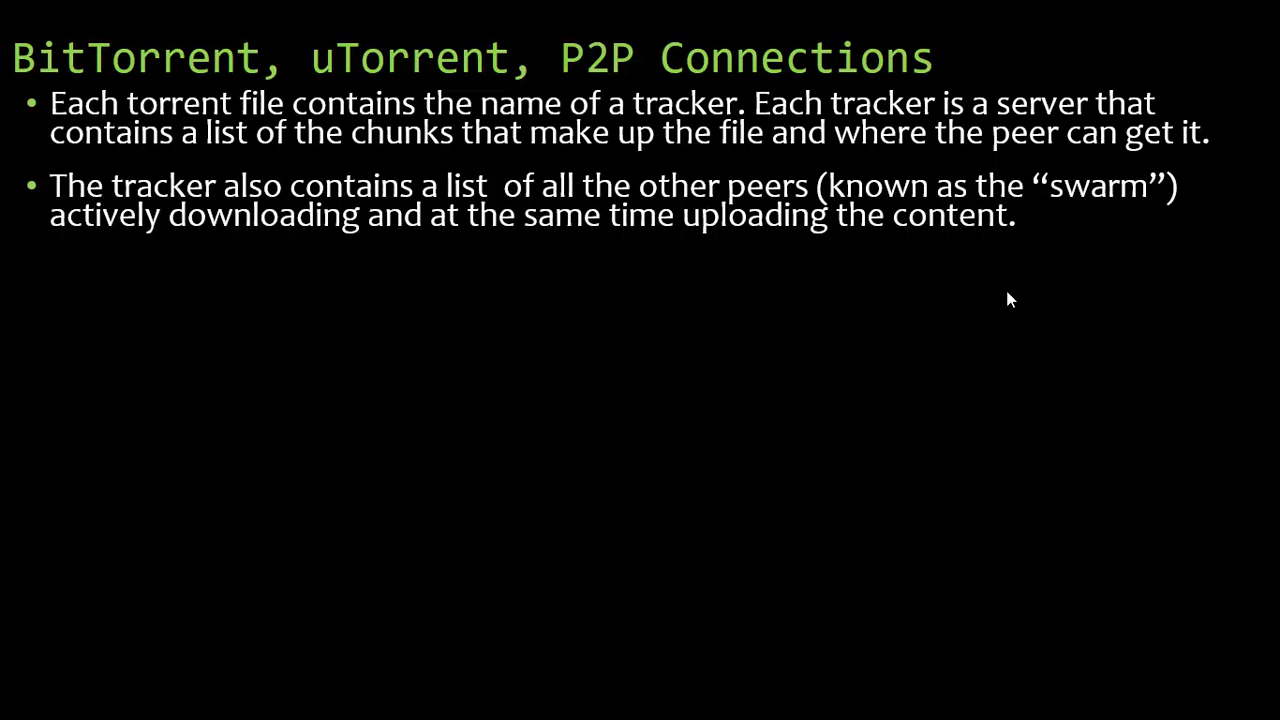 BitTorrent, uTorrent, P2P Connections
• Each torrent file contains the name of a tracker. Each tracker is a server that
contains a list of the chunks that make up the file and where the peer can get it.
• The tracker also contains a list  of all the other peers (known as the “swarm”)
actively downloading and at the same time uploading the content.